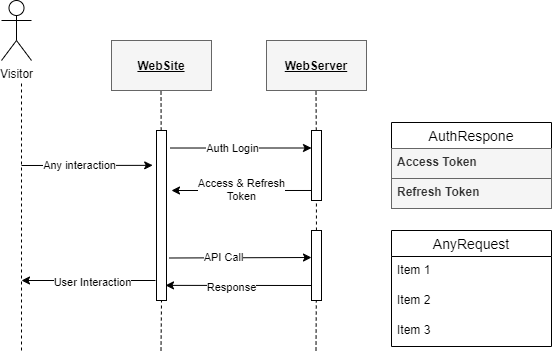 Visitor
WebSite
WebServer
Auth Login
Any interaction
Access & Refresh
Token
API Call
User Interaction
Response
AuthRespone
Access Token
Refresh Token
AnyRequest
Item 1
Item 2
Item 3